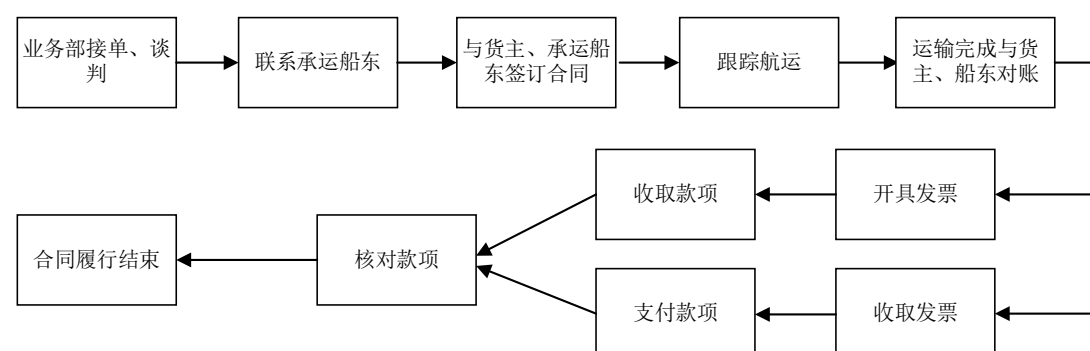 业务部接单、谈
判
联系承运船东
与货主、承运船
东签订合同
跟踪航运
运输完成与货
主、船东对账
收取款项
开具发票
合同履行结束
核对款项
支付款项
收取发票